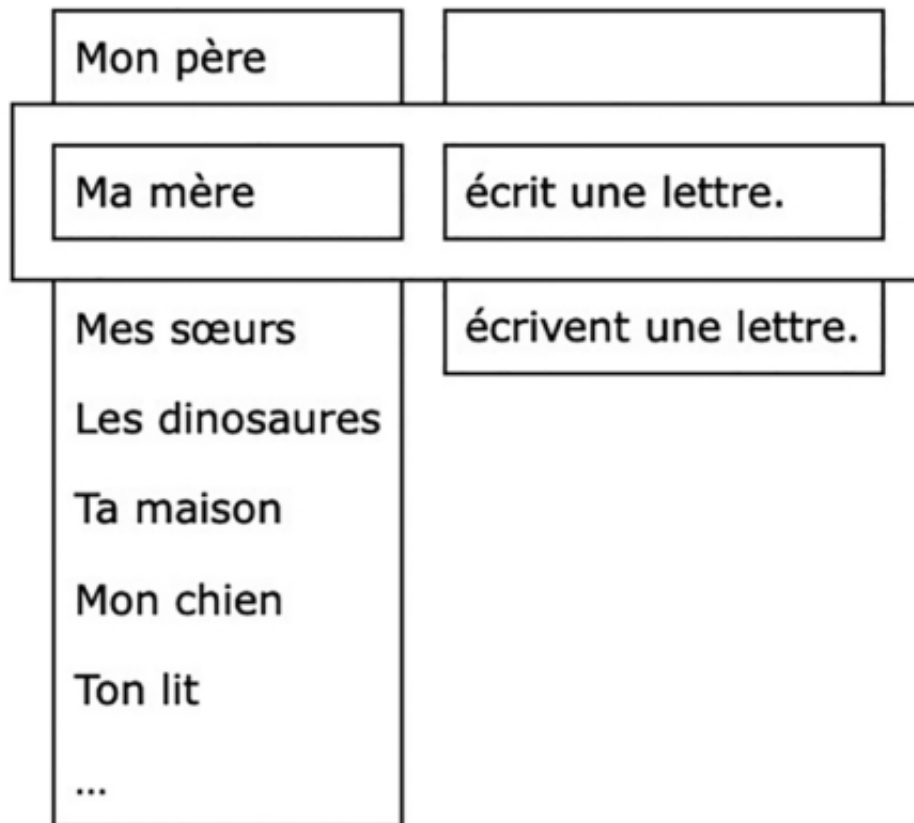 Mon père
Ma mère écrit une lettre.
Mes sœurs écrivent une lettre.
Les dinosaures
Ta maison
Mon chien
Ton lit
...